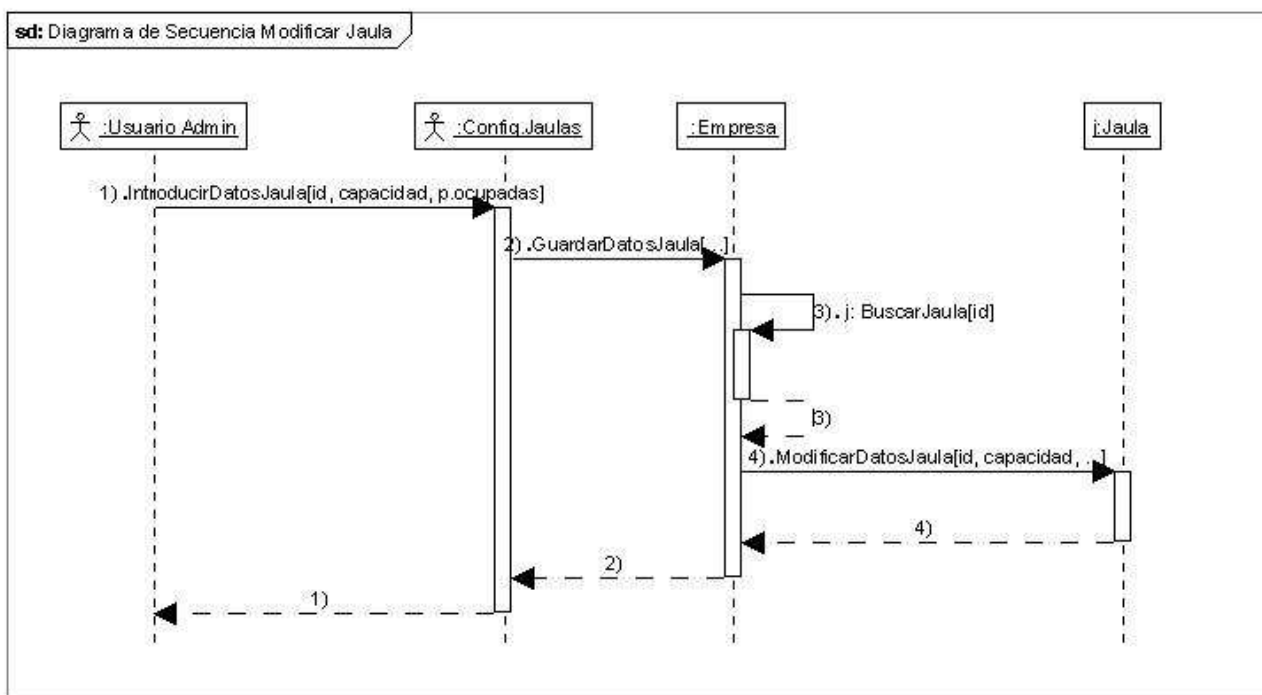 sd: Diagrama de Secuencia Modificar Jaula
:Usuario Admin
:Config.Jaulas
:Empresa
j:Jaula
1).IntroducirDatosJaula[id, capacidad, p.ocupadas]
2).GuardarDatosJaula[...]
3). j: BuscarJaula[id]
3)
4).ModificarDatosJaula[id, capacidad, ...]
4)
2)
1)